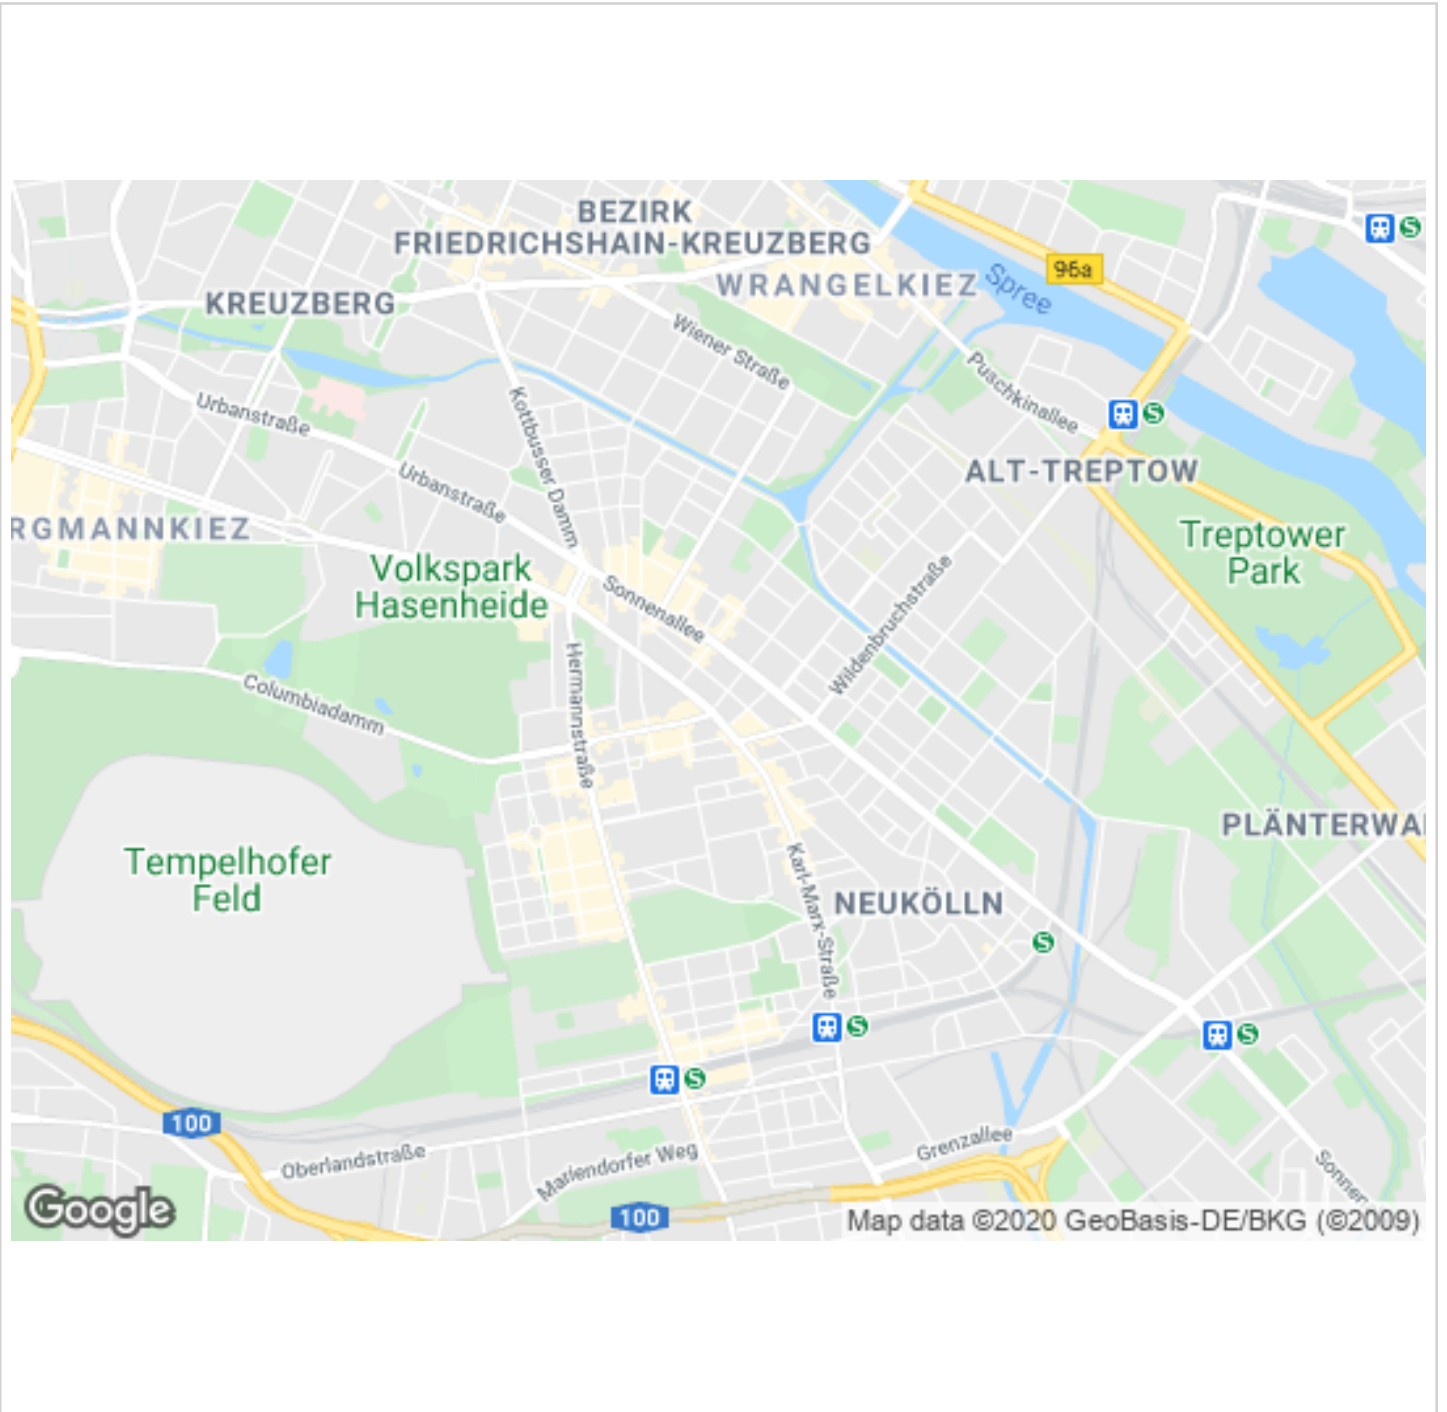 BEZIRK
FRIEDRICHSHAIN-KREUZBERG
S
96a
WRANGELKIEZ
Spree
KREUZBERG
Wiener Straße
Puschkinallee
Urbanstraße
Kottbusser Damm
S
Urbanstraße
ALT-TREPTOW
RGMANNKIEZ
Treptower
Park
Volkspark
Hasenheide
Sonnenallee
Wildenbruchstraße
Hermannstraße
Columbiadamm
PLÄNTERWA
Tempelhofer
Feld
Karl-Marx-Straße
NEUKÖLLN
S
S
S
S
100
Oberlandstraße
Mariendorfer Weg
Grenzallee
Sonnen
Google
100
Map data ©2020 GeoBasis-DE/BKG (©2009)